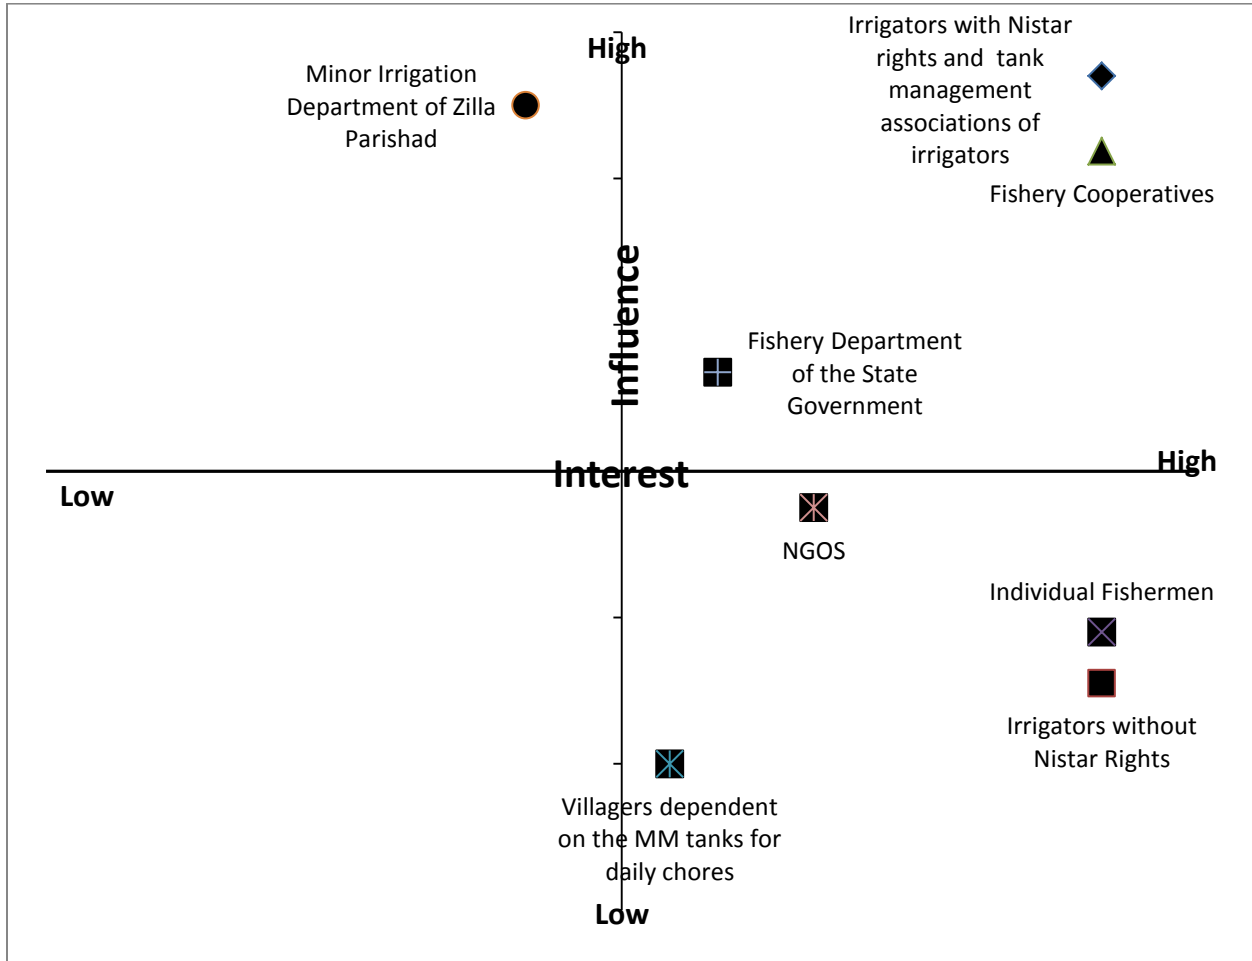 High
Minor Irrigation
Department of Zilla
Parishad
Irrigators with Nistar
rights and tank
management
associations of
irrigators
Fishery Cooperatives
Influence
Fishery Department
of the State
Government
High
Interest
Low
NGOS
Individual Fishermen
Irrigators without
Nistar Rights
Villagers dependent
on the MM tanks for
daily chores
Low